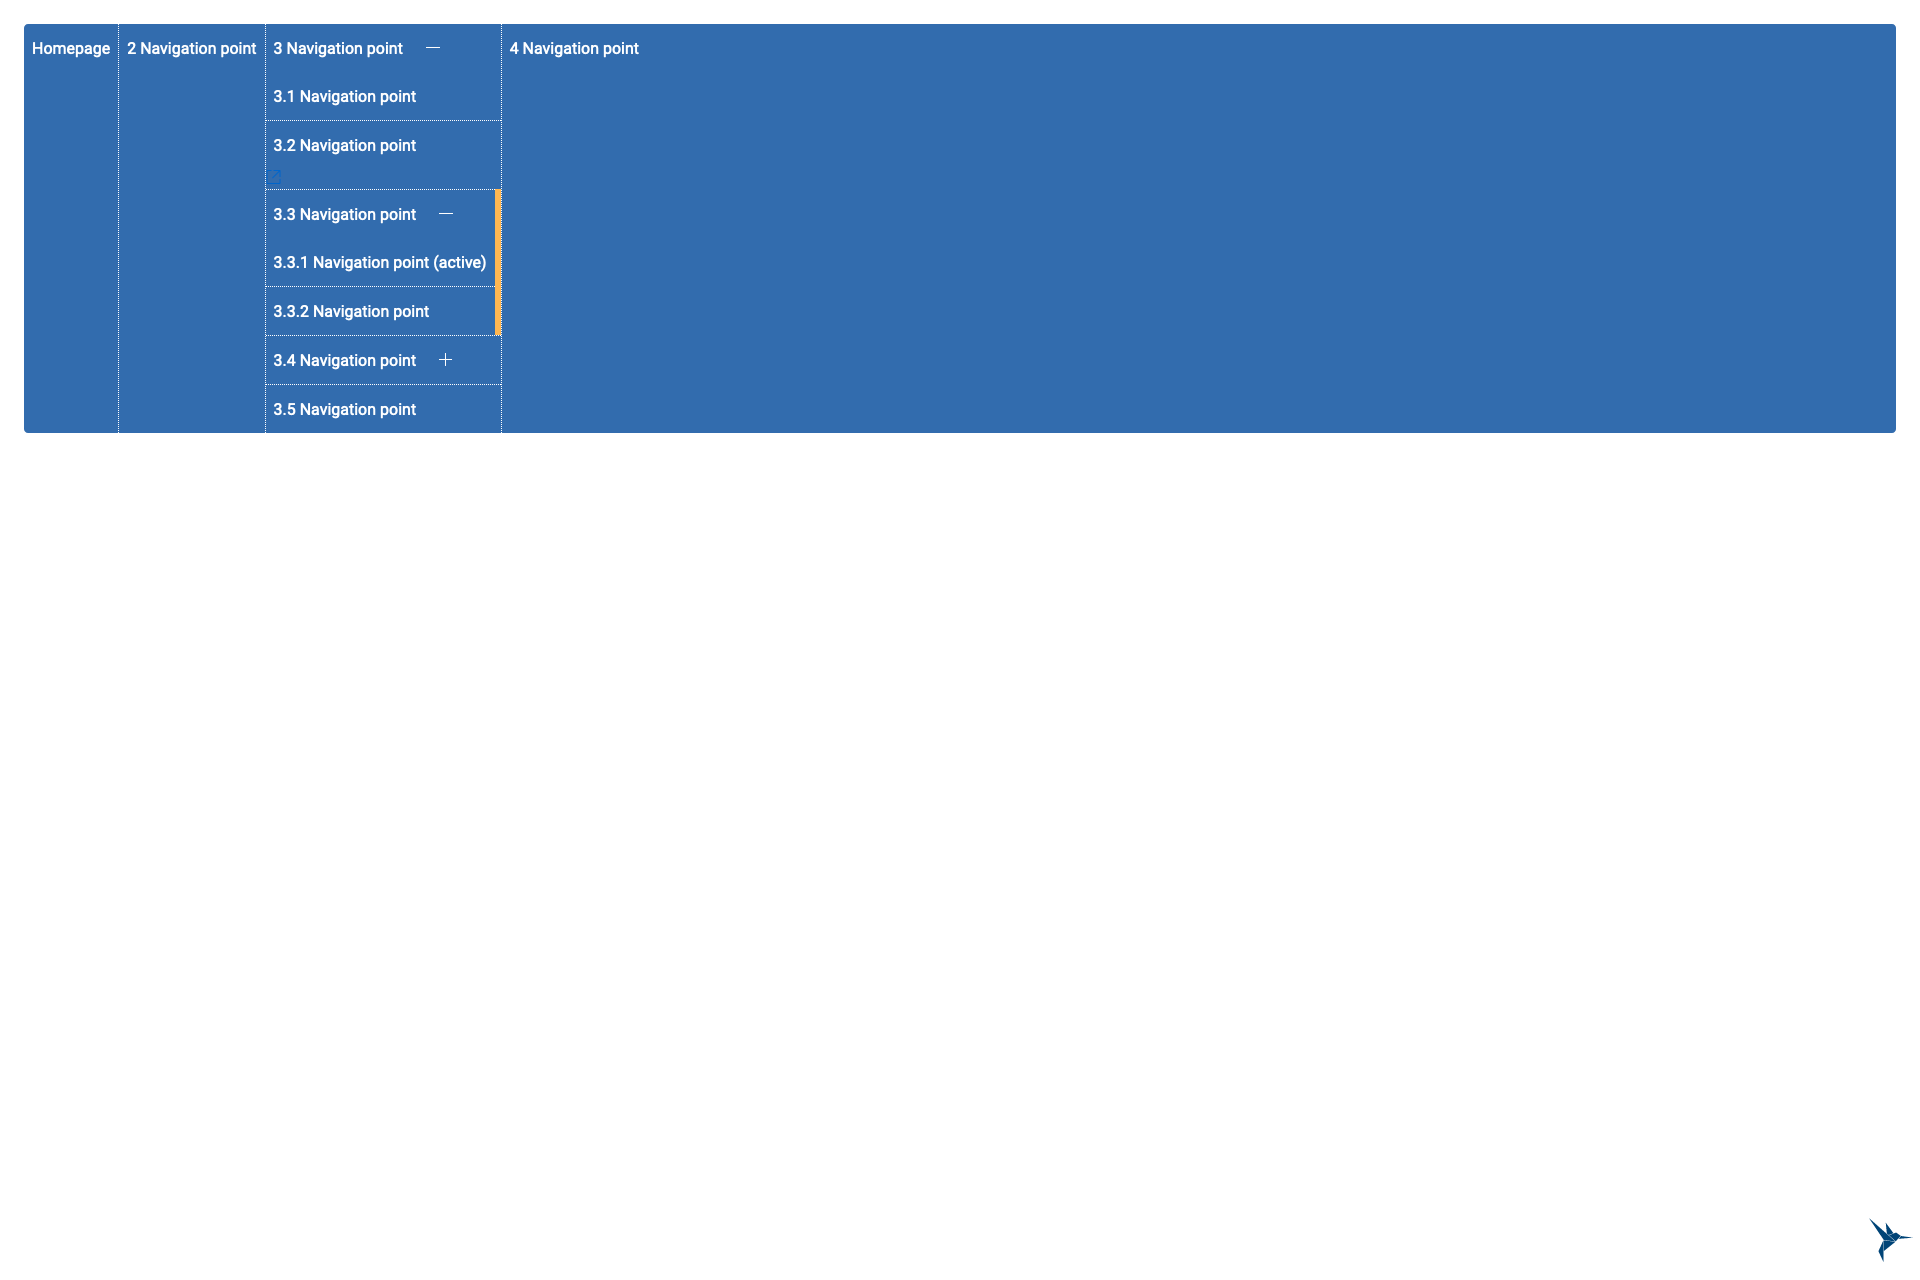 Homepage
2 Navigation point
3 Navigation point
3.1 Navigation point
3.2 Navigation point
3.3 Navigation point
3.3.1 Navigation point (active)
3.3.2 Navigation point
3.4 Navigation point
3.5 Navigation point
4 Navigation point